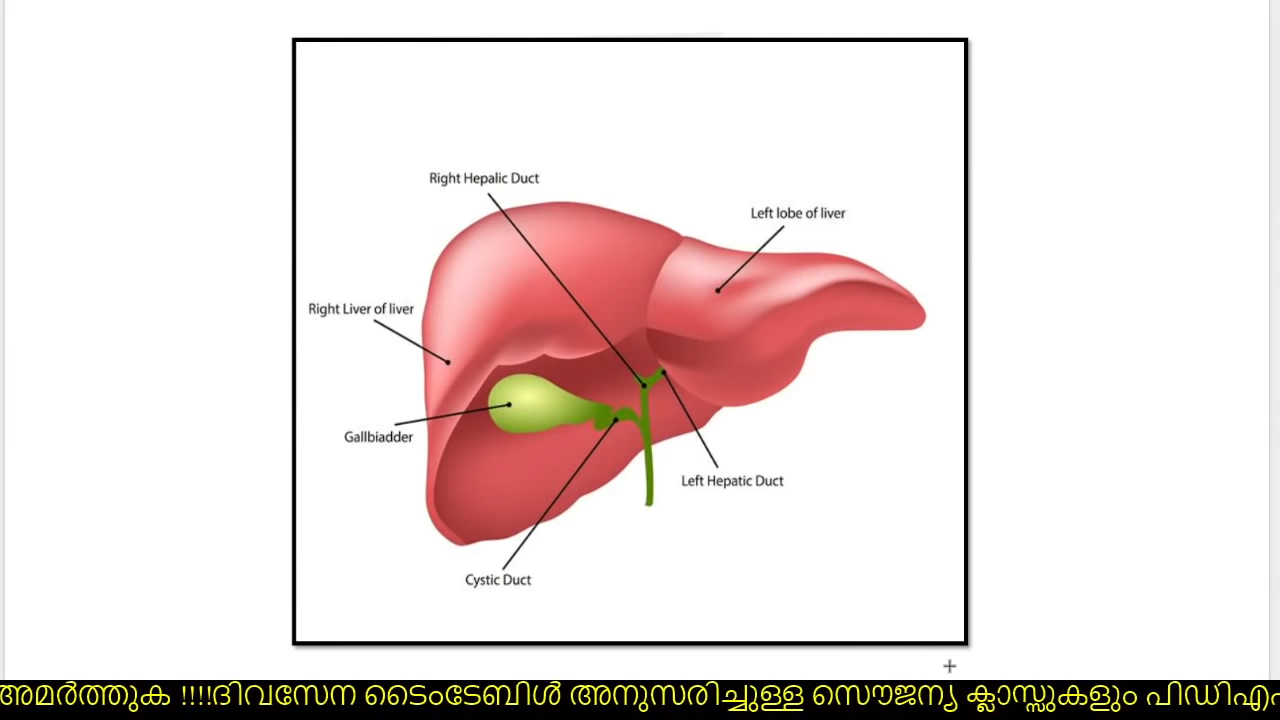 Right Hepalic Duct
Left lobe of liver
Right Liver of liver
Gallbiadder
Left Hepatic Duct
Cystic Duct
അമർത്തുക !!!!ദിവസേന ടൈംടേബിൾ അനുസരിച്ചുള്ള സൌജന്യ ക്ലാസ്സുകളും പിഡിഎഫ